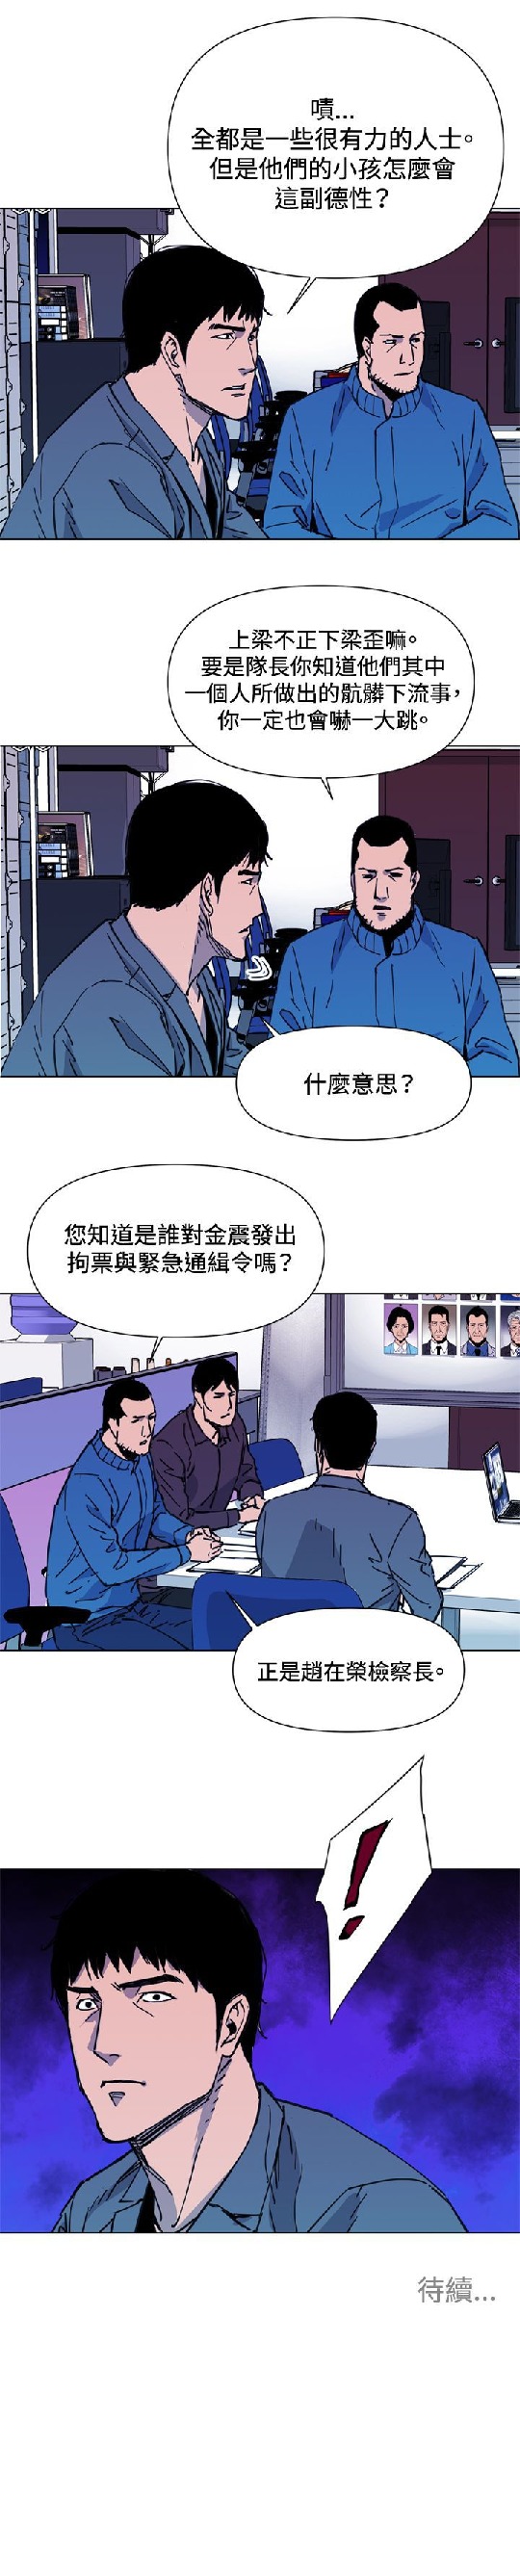 嘖…
全都是一些很有力的人士。
但是他們的小孩怎麼會
這副德性？
上梁不正下梁歪嘛。
要是隊長你知道他們其中
一個人所做出的骯髒下流事，
你一定也會嚇一大跳。
什麼意思？
您知道是誰對金震發出
拘票與緊急通緝令嗎？
正是趙在榮檢察長。
！
待續…